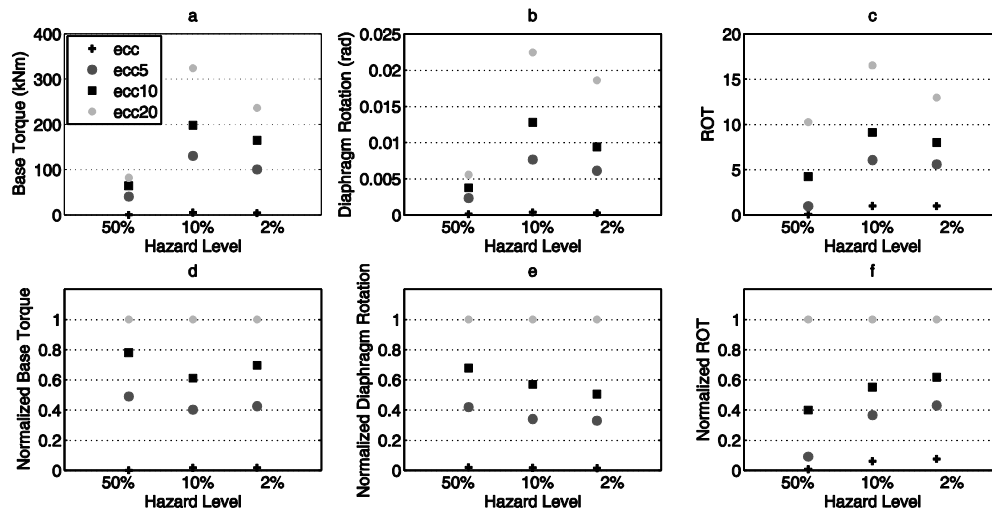 a
Base Torque (kNm)
400
300
200
100
0
ecc
ecc5
ecc10
ecc20
50% 10% 2%
Hazard Level
b
Diaphragm Rotation (rad)
0.025
0.02
0.015
0.01
0.005
0
50% 10% 2%
Hazard Level
c
ROT
20
15
10
5
0
50% 10% 2%
Hazard Level
d
Normalized Base Torque
1
0.8
0.6
0.4
0.2
0
50% 10% 2%
Hazard Level
e
Normalized Diaphragm Rotation
1
0.8
0.6
0.4
0.2
0
50% 10% 2%
Hazard Level
f
Normalized ROT
1
0.8
0.6
0.4
0.2
0
50% 10% 2%
Hazard Level